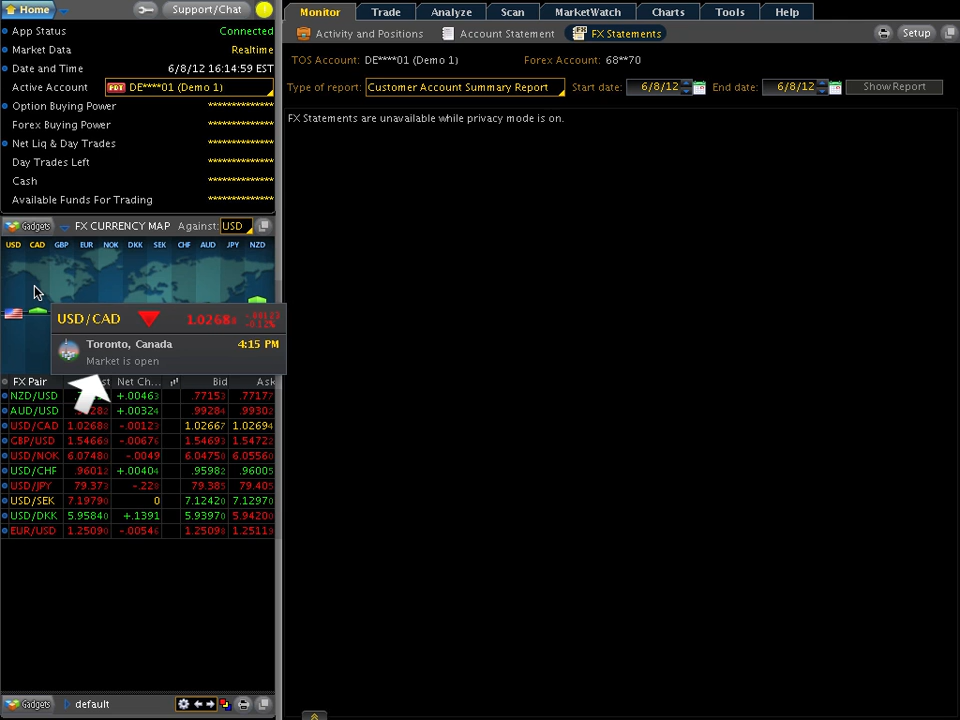 Home Support/Chat
App Status Connected
Market Data Realtime
Date and Time 6/8/12 16:14:59 EST
Active Account PDT DE****01 (Demo 1)
Option Buying Power **************
Forex Buying Power **************
Net Liq & Day Trades **************
Day Trades Left **************
Cash **************
Available Funds For Trading **************
Gadgets FX CURRENCY MAP Against: USD
USD CAD GBP EUR NOK DKK SEK CHF AUD JPY NZD
USD/CAD 1.0268 -.00123
-0.12%
Toronto, Canada 4:15 PM
Market is open
FX Pair Net Ch... Bid Ask
NZD/USD +.00463 .77153 .77177
AUD/USD +.00324 .99284 .99302
USD/CAD 1.02688 -.00123 1.02667 1.02694
GBP/USD 1.54669 -.00676 1.54693 1.54722
USD/NOK 6.07480 -.0049 6.04750 6.05560
USD/CHF .96012 +.00404 .95982 .96005
USD/JPY 79.373 -.228 79.385 79.405
USD/SEK 7.19790 0 7.12420 7.12970
USD/DKK 5.95840 +.1391 5.93970 5.94200
EUR/USD 1.25090 -.00546 1.25098 1.25119
Gadgets default
Monitor Trade Analyze Scan MarketWatch Charts Tools Help
Activity and Positions Account Statement FX Statements Setup
TOS Account: DE****01 (Demo 1) Forex Account: 68**70
Type of report: Customer Account Summary Report Start date: 6/8/12 End date: 6/8/12 Show Report
FX Statements are unavailable while privacy mode is on.